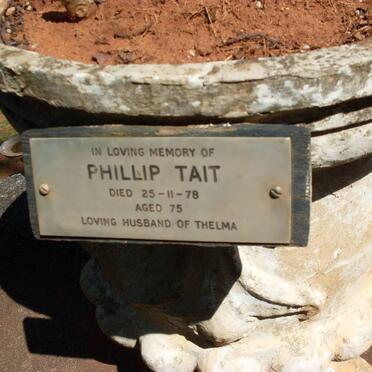 IN LOVING MEMORY OF
PHILLIP TAIT
DIED 25-11-78
AGED 75
LOVING HUSBAND OF THELMA